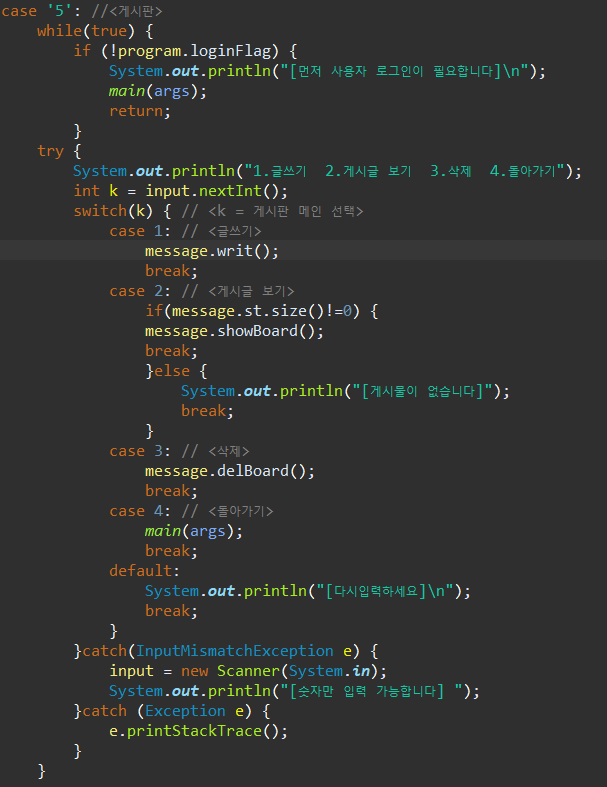 case '5': //<게시판>
while(true) {
if (!program.loginFlag) {
System.out.println("[먼저 사용자 로그인이 필요합니다]\n");
main(args);
return;
}
try {
System.out.println("1.글쓰기  2.게시글 보기  3.삭제  4.돌아가기");
int k = input.nextInt();
switch(k) { // <k = 게시판 메인 선택>
case 1: // <글쓰기>
message.writ();
break;
case 2: // <게시글 보기>
if(message.st.size()!=0) {
message.showBoard();
break;
}else {
System.out.println("[게시물이 없습니다]");
break;
}
case 3: // <삭제>
message.delBoard();
break;
case 4: // <돌아가기>
main(args);
break;
default:
System.out.println("[다시입력하세요]\n");
break;
}
}catch(InputMismatchException e) {
input = new Scanner(System.in);
System.out.println("[숫자만 입력 가능합니다] ");
}catch (Exception e) {
e.printStackTrace();
}
}